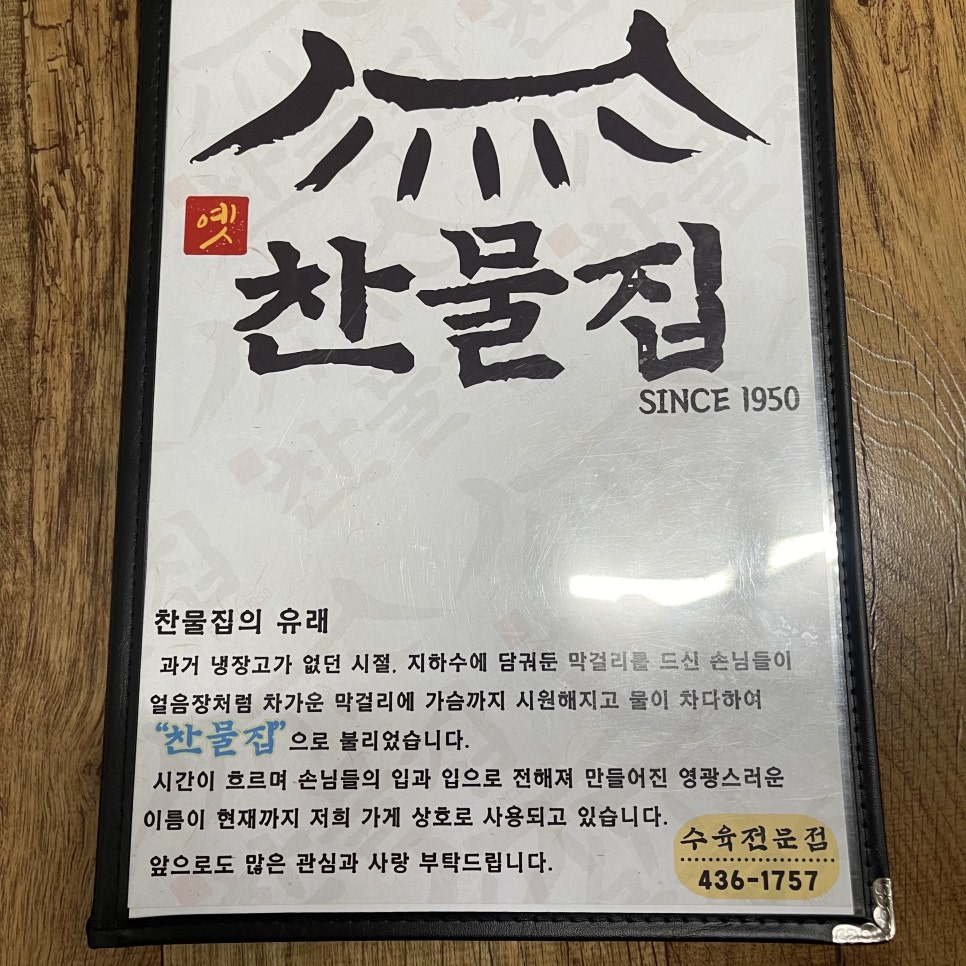 옛
찬물집
SINCE 1950
찬물집의 유래
과거 냉장고가 없던 시절, 지하수에 담궈둔 막걸리를 드신 손님들이
얼음장처럼 차가운 막걸리에 가슴까지 시원해지고 물이 차다하여
"찬물집"으로 불리었습니다.
시간이 흐르며 손님들의 입과 입으로 전해져 만들어진 영광스러운
이름이 현재까지 저희 가게 상호로 사용되고 있습니다.
앞으로도 많은 관심과 사랑 부탁드립니다.
수육전문점
436-1757